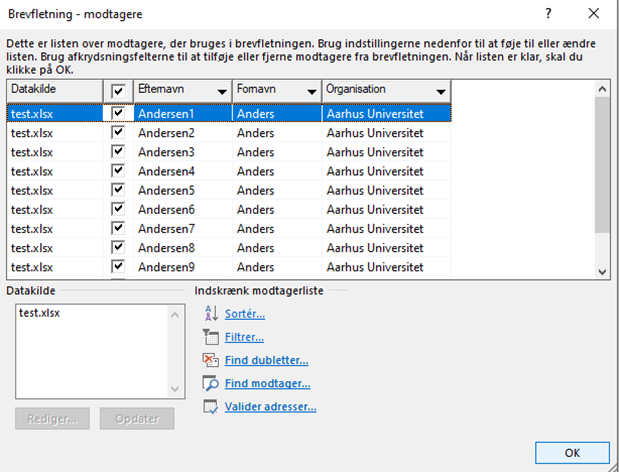 Brevfletning - modtagere
Dette er listen over modtagere, der bruges i brevfletningen. Brug indstillingerne nedenfor til at føje til eller ændre
listen. Brug afkrydsningsfelterne til at tilføje eller fjerne modtagere fra brevfletningen. Når listen er klar, skal du
klikke på OK.
Datakilde Efternavn Fornavn Organisation
test.xlsx Andersen1 Anders Aarhus Universitet
test.xlsx Andersen2 Anders Aarhus Universitet
test.xlsx Andersen3 Anders Aarhus Universitet
test.xlsx Andersen4 Anders Aarhus Universitet
test.xlsx Andersen5 Anders Aarhus Universitet
test.xlsx Andersen6 Anders Aarhus Universitet
test.xlsx Andersen7 Anders Aarhus Universitet
test.xlsx Andersen8 Anders Aarhus Universitet
test.xlsx Andersen9 Anders Aarhus Universitet
Datakilde
test.xlsx
Rediger... Opdater
Indskrænk modtagerliste
Sortér...
Filtrer...
Find dubletter...
Find modtager...
Valider adresser...
OK